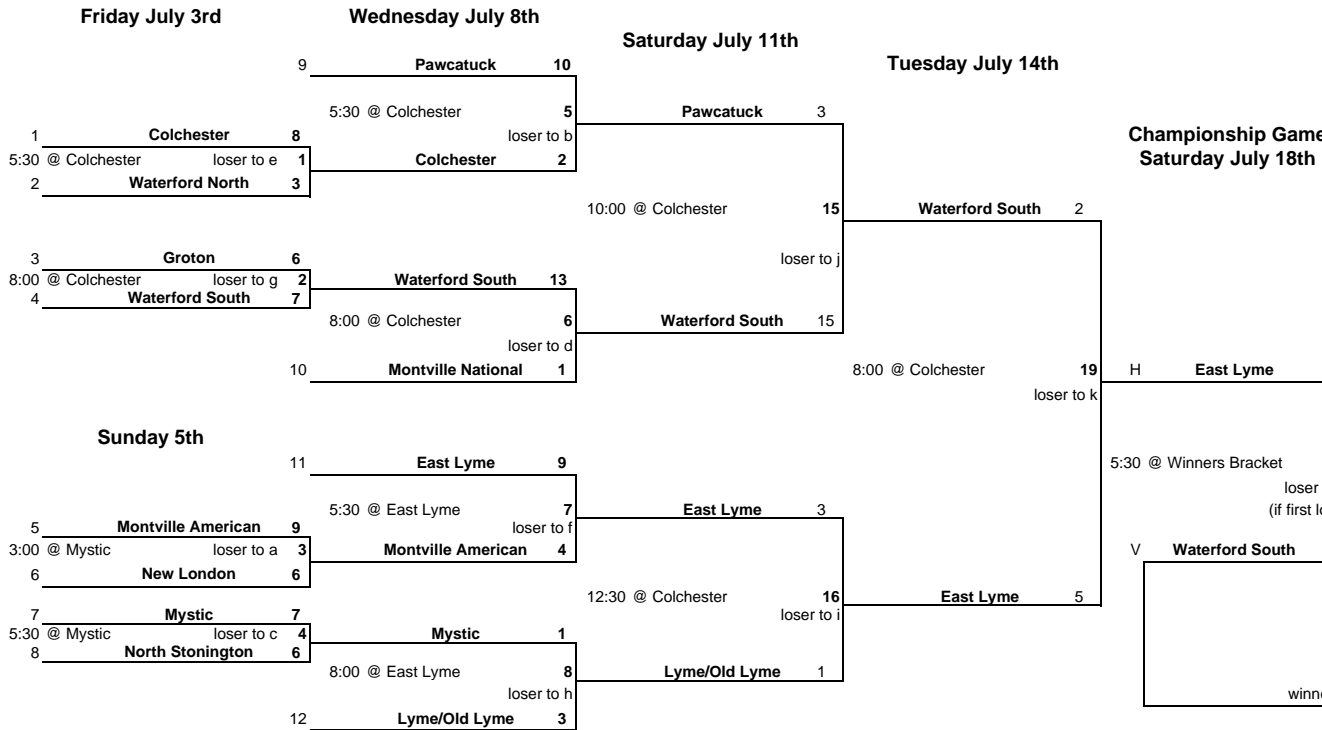 Friday July 3rd
Wednesday July 8th
Saturday July 11th
Tuesday July 14th
Championship Game
Saturday July 18th
9 Pawcatuck 10
5:30 @ Colchester 5
loser to b
Pawcatuck 3
1 Colchester 8
5:30 @ Colchester loser to e 1
2 Waterford North 3
Colchester 2
10:00 @ Colchester 15
loser to j
Waterford South 2
3 Groton 6
8:00 @ Colchester loser to g 2
4 Waterford South 7
Waterford South 13
8:00 @ Colchester 6
loser to d
Waterford South 15
10 Montville National 1
8:00 @ Colchester 19
loser to k
H East Lyme
Sunday 5th
11 East Lyme 9
5:30 @ East Lyme 7
loser to f
East Lyme 3
5:30 @ Winners Bracket
loser
(if first
5 Montville American 9
3:00 @ Mystic loser to a 3
6 New London 6
Montville American 4
V Waterford South
12:30 @ Colchester 16
loser to i
East Lyme 5
7 Mystic 7
5:30 @ Mystic loser to c 4
8 North Stonington 6
Mystic 1
8:00 @ East Lyme 8
loser to h
Lyme/Old Lyme 1
12 Lyme/Old Lyme 3